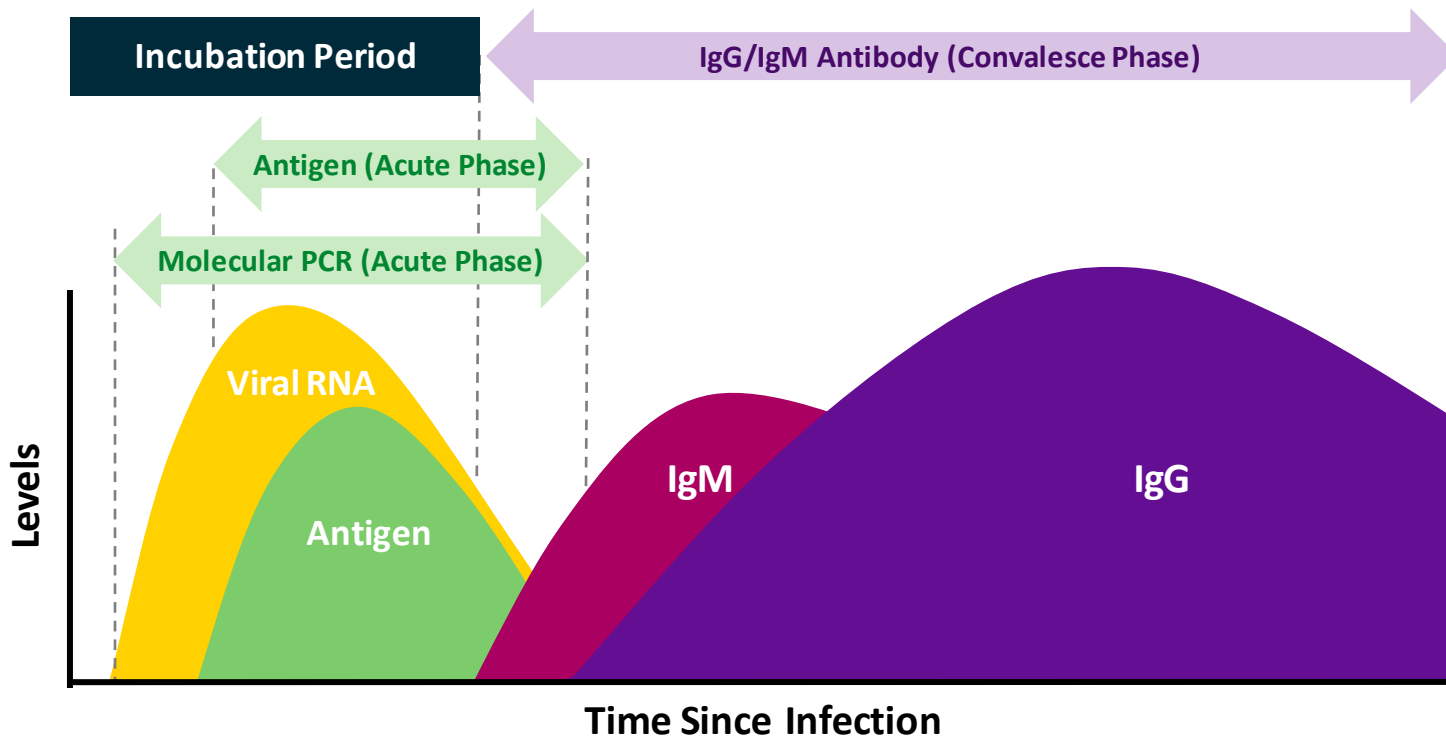 Incubation Period
IgG/IgM Antibody (Convalesce Phase)
Antigen (Acute Phase)
Molecular PCR (Acute Phase)
Viral RNA
Antigen
IgM
IgG
Levels
Time Since Infection